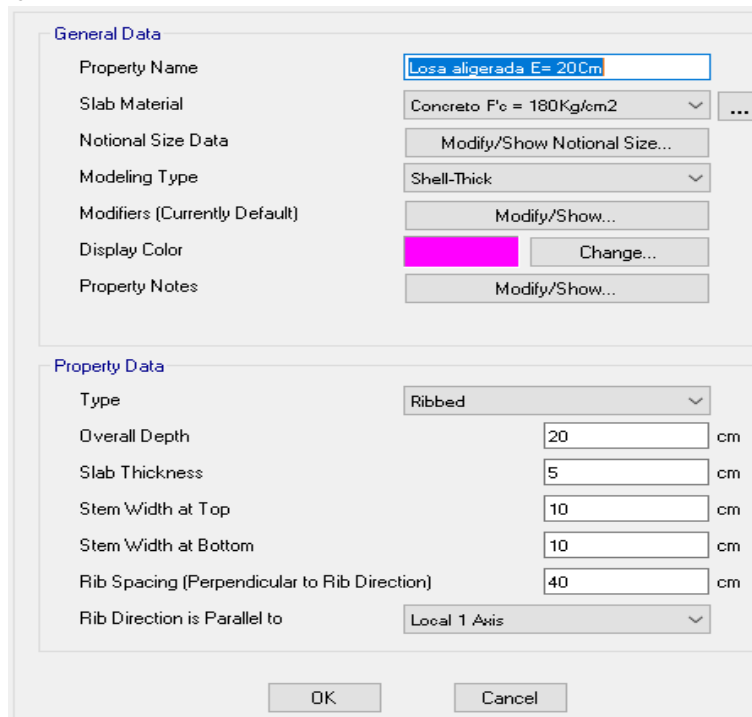 General Data
Property Name Losa aligerada E= 20Cm
Slab Material Concreto F'c = 180Kg/cm2 ...
Notional Size Data Modify/Show Notional Size...
Modeling Type Shell-Thick
Modifiers (Currently Default) Modify/Show...
Display Color Change...
Property Notes Modify/Show...
Property Data
Type Ribbed
Overall Depth 20 cm
Slab Thickness 5 cm
Stem Width at Top 10 cm
Stem Width at Bottom 10 cm
Rib Spacing (Perpendicular to Rib Direction) 40 cm
Rib Direction is Parallel to Local 1 Axis
OK Cancel